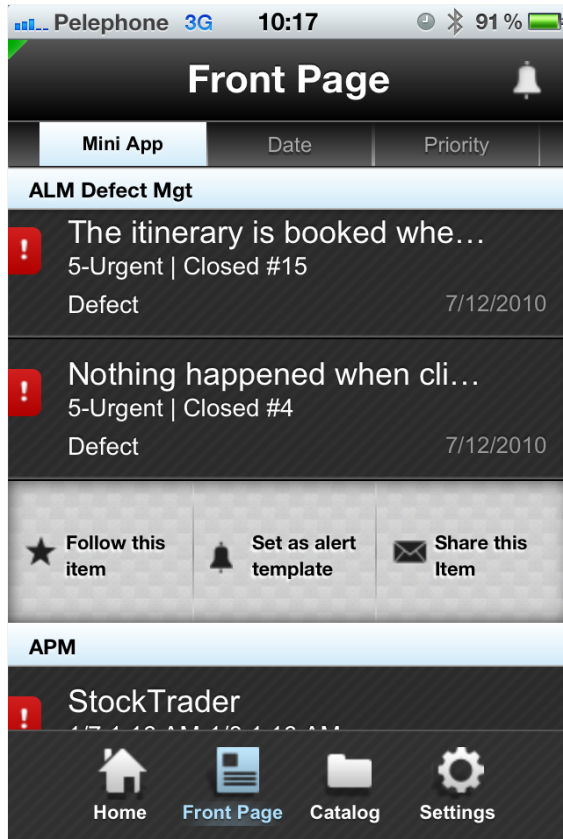 Pelephone 3G 10:17 91 %
Front Page
Mini App Date Priority
ALM Defect Mgt
! The itinerary is booked whe…
5-Urgent | Closed #15
Defect 7/12/2010
! Nothing happened when cli…
5-Urgent | Closed #4
Defect 7/12/2010
Follow this item
Set as alert template
Share this Item
APM
! StockTrader
Home Front Page Catalog Settings